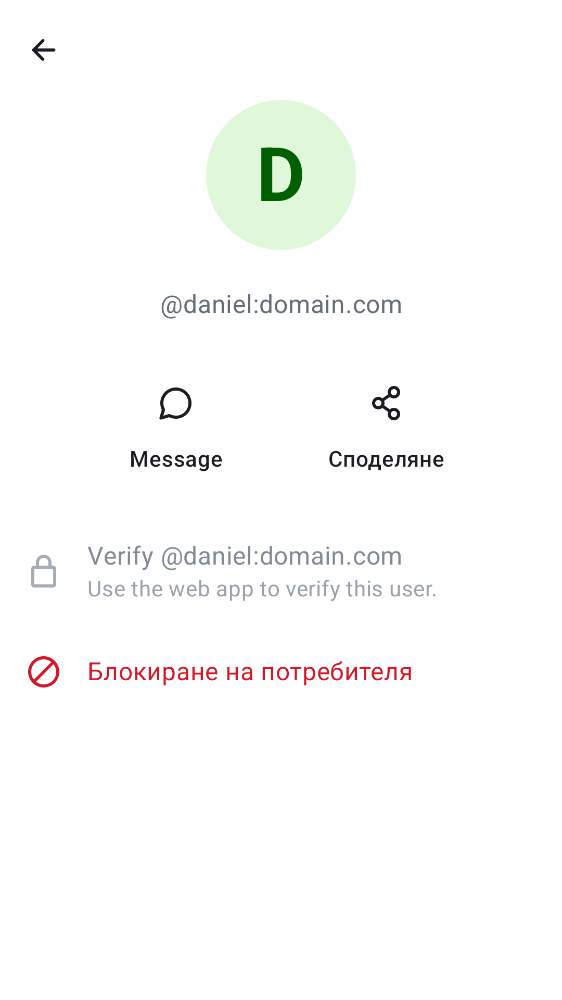 D
@daniel:domain.com
Message
Споделяне
Verify @daniel:domain.com
Use the web app to verify this user.
Блокиране на потребителя